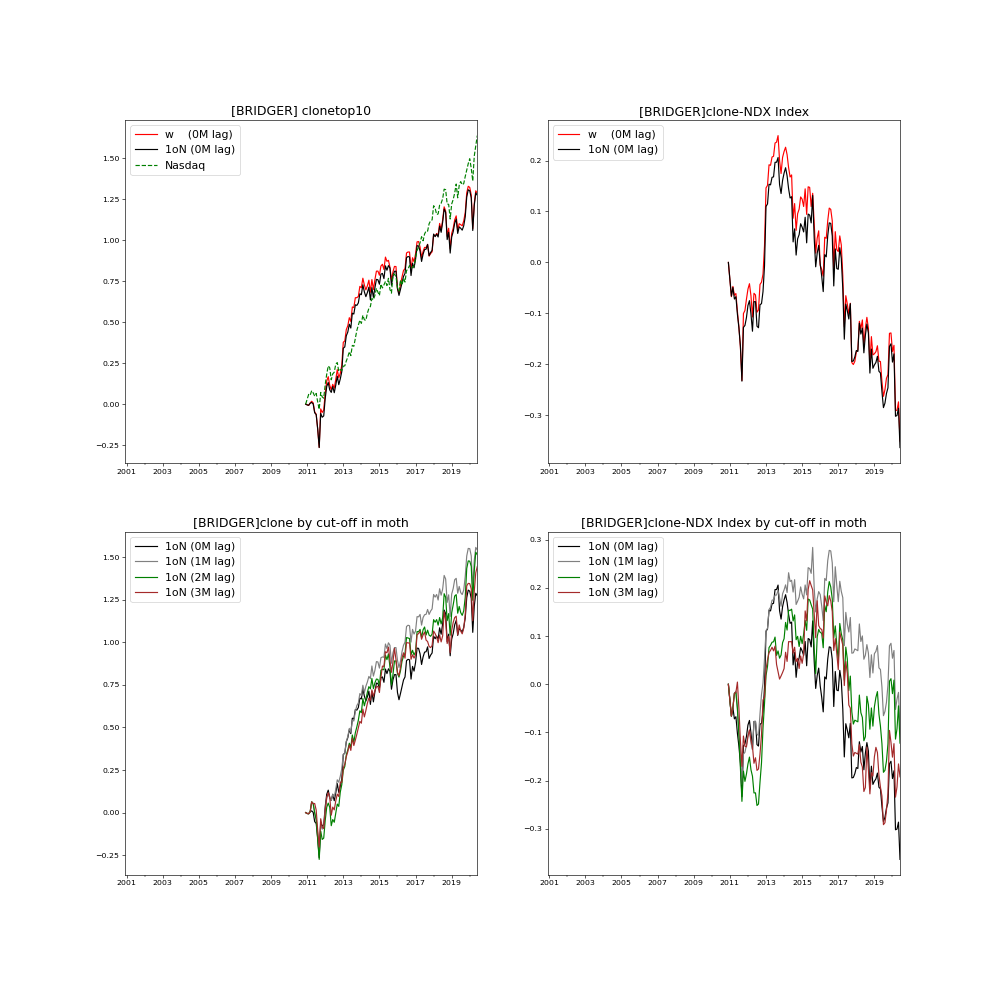 [BRIDGER] clonetop10
w    (0M lag)
1oN (0M lag)
Nasdaq
1.50
1.25
1.00
0.75
0.50
0.25
0.00
−0.25
2001 2003 2005 2007 2009 2011 2013 2015 2017 2019
[BRIDGER]clone-NDX Index
w    (0M lag)
1oN (0M lag)
0.2
0.1
0.0
−0.1
−0.2
−0.3
2001 2003 2005 2007 2009 2011 2013 2015 2017 2019
[BRIDGER]clone by cut-off in moth
1oN (0M lag)
1oN (1M lag)
1oN (2M lag)
1oN (3M lag)
1.50
1.25
1.00
0.75
0.50
0.25
0.00
−0.25
2001 2003 2005 2007 2009 2011 2013 2015 2017 2019
[BRIDGER]clone-NDX Index by cut-off in moth
1oN (0M lag)
1oN (1M lag)
1oN (2M lag)
1oN (3M lag)
0.3
0.2
0.1
0.0
−0.1
−0.2
−0.3
2001 2003 2005 2007 2009 2011 2013 2015 2017 2019